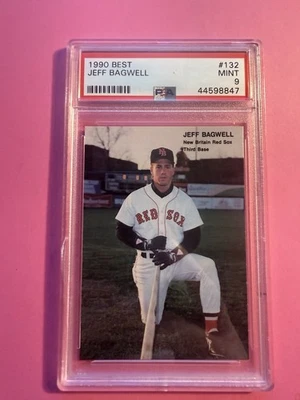 1990 BEST #132
JEFF BAGWELL MINT
9
PSA 44598847
JEFF BAGWELL
New Britain Red Sox
Third Base
RED SOX